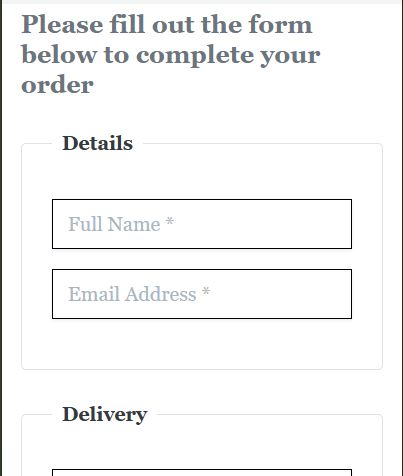 Please fill out the form
below to complete your
order
Details
Full Name *
Email Address *
Delivery